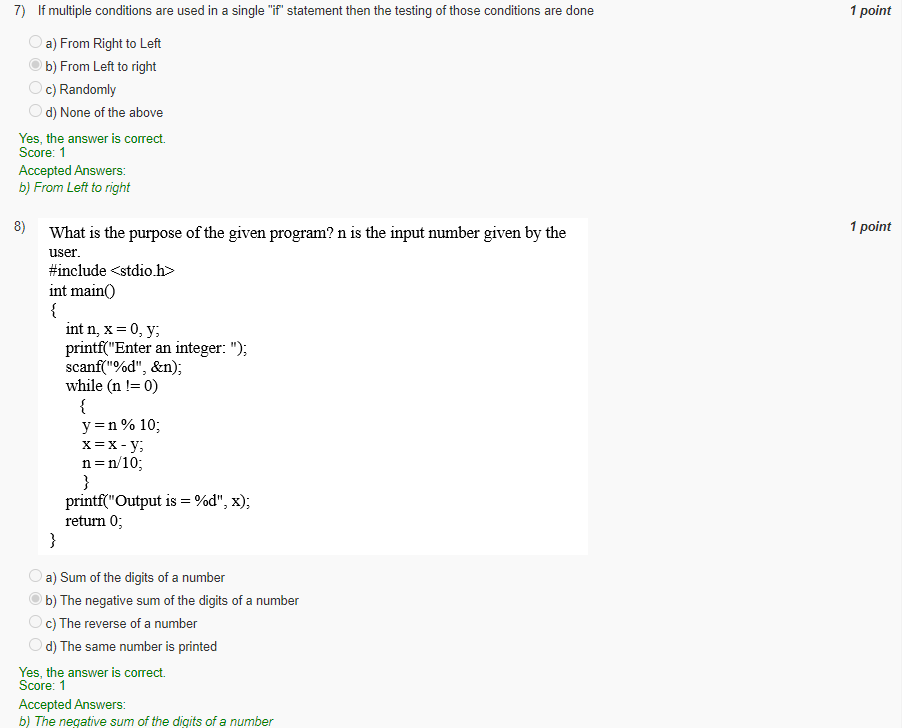 7) If multiple conditions are used in a single "if" statement then the testing of those conditions are done 1 point
a) From Right to Left
b) From Left to right
c) Randomly
d) None of the above
Yes, the answer is correct.
Score: 1
Accepted Answers:
b) From Left to right
8) What is the purpose of the given program? n is the input number given by the 1 point
user.
#include <stdio.h>
int main()
{
int n, x = 0, y;
printf("Enter an integer: ");
scanf("%d", &n);
while (n != 0)
{
y = n % 10;
x = x - y;
n = n/10;
}
printf("Output is = %d", x);
return 0;
}
a) Sum of the digits of a number
b) The negative sum of the digits of a number
c) The reverse of a number
d) The same number is printed
Yes, the answer is correct.
Score: 1
Accepted Answers:
b) The negative sum of the digits of a number